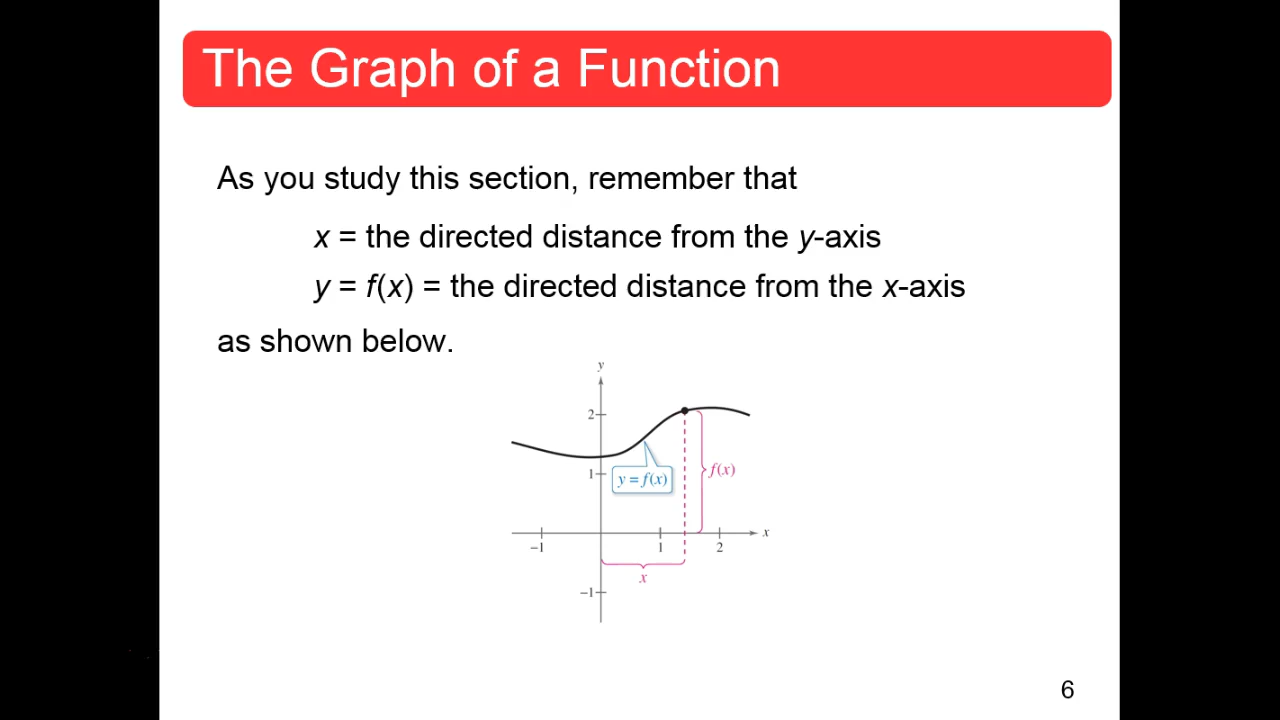 The Graph of a Function
As you study this section, remember that
x = the directed distance from the y-axis
y = f(x) = the directed distance from the x-axis
as shown below.
y
2
1
y = f(x)
f(x)
x
−1
1
2
x
−1
6